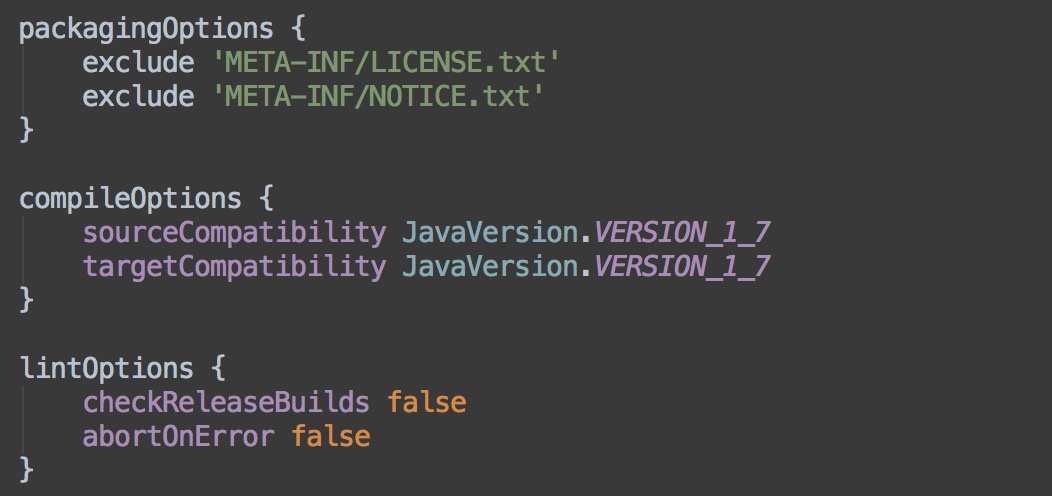 packagingOptions {
    exclude 'META-INF/LICENSE.txt'
    exclude 'META-INF/NOTICE.txt'
}

compileOptions {
    sourceCompatibility JavaVersion.VERSION_1_7
    targetCompatibility JavaVersion.VERSION_1_7
}

lintOptions {
    checkReleaseBuilds false
    abortOnError false
}